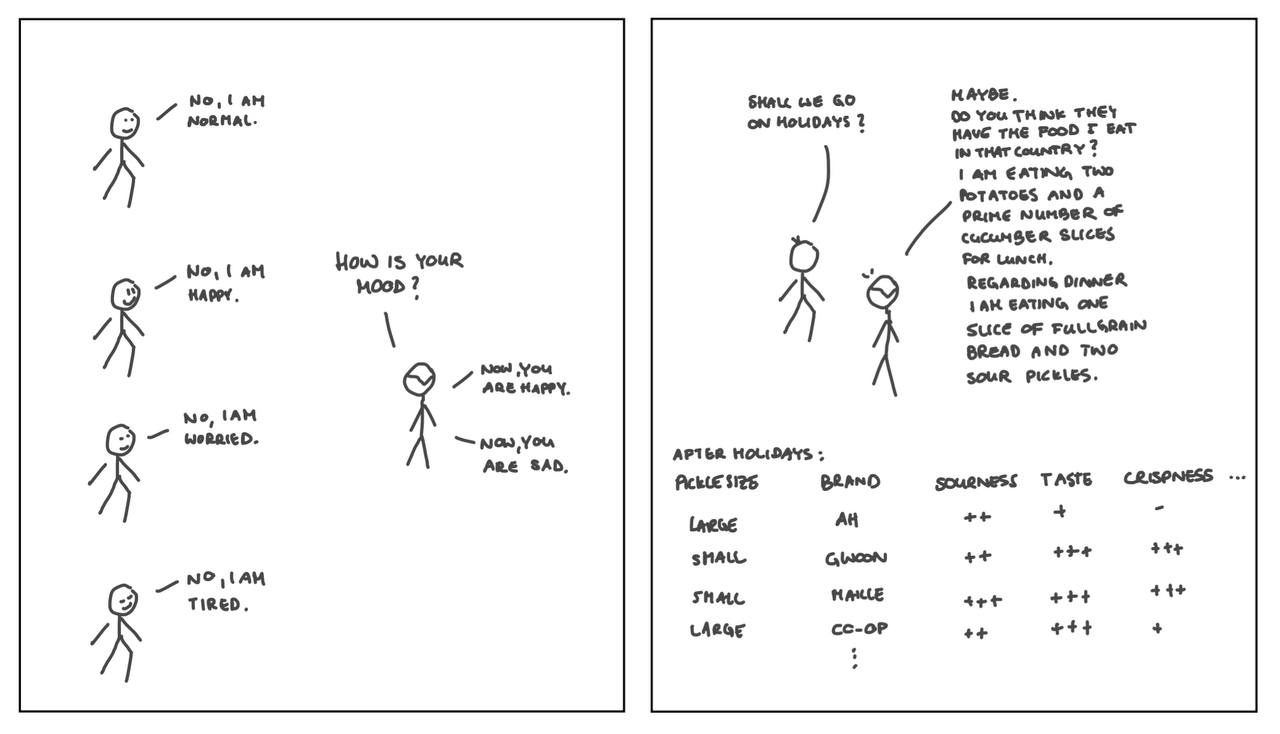 NO, I AM
NORMAL.
NO, I AM
HAPPY.
HOW IS YOUR
MOOD?
NOW, YOU
ARE HAPPY.
NO, I AM
WORRIED.
NOW, YOU
ARE SAD.
NO, I AM
TIRED.
SHALL WE GO
ON HOLIDAYS?
MAYBE.
DO YOU THINK THEY
HAVE THE FOOD I EAT
IN THAT COUNTRY?
I AM EATING TWO
POTATOES AND A
PRIME NUMBER OF
CUCUMBER SLICES
FOR LUNCH.
REGARDING DINNER
I AM EATING ONE
SLICE OF FULLGRAIN
BREAD AND TWO
SOUR PICKLES.
AFTER HOLIDAYS:
PICKLE SIZE BRAND SOURNESS TASTE CRISPNESS ...
LARGE AH ++ + -
SMALL GWOON ++ +++ +++
SMALL MAILLE +++ +++ +++
LARGE CO-OP ++ +++ +